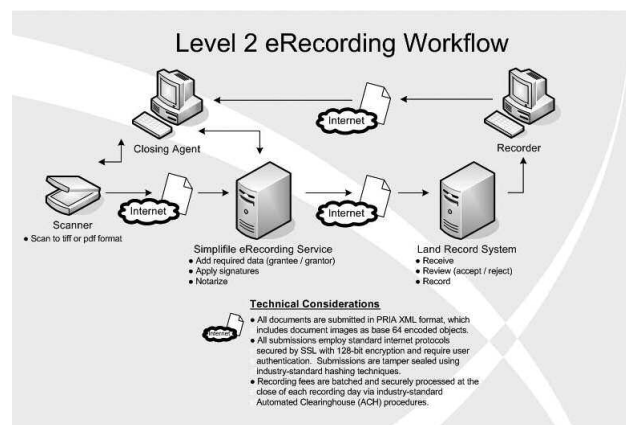 Level 2 eRecording Workflow
Internet
Closing Agent
Recorder
Internet
Internet
Scanner
• Scan to tiff or pdf format
Simplifile eRecording Service
• Add required data (grantee / grantor)
• Apply signatures
• Notarize
Land Record System
• Receive
• Review (accept / reject)
• Record
Technical Considerations
Internet
• All documents are submitted in PRIA XML format, which
includes document images as base 64 encoded objects.
• All submissions employ standard internet protocols
secured by SSL with 128-bit encryption and require user
authentication. Submissions are tamper sealed using
industry-standard hashing techniques.
• Recording fees are batched and securely processed at the
close of each recording day via industry-standard
Automated Clearinghouse (ACH) procedures.